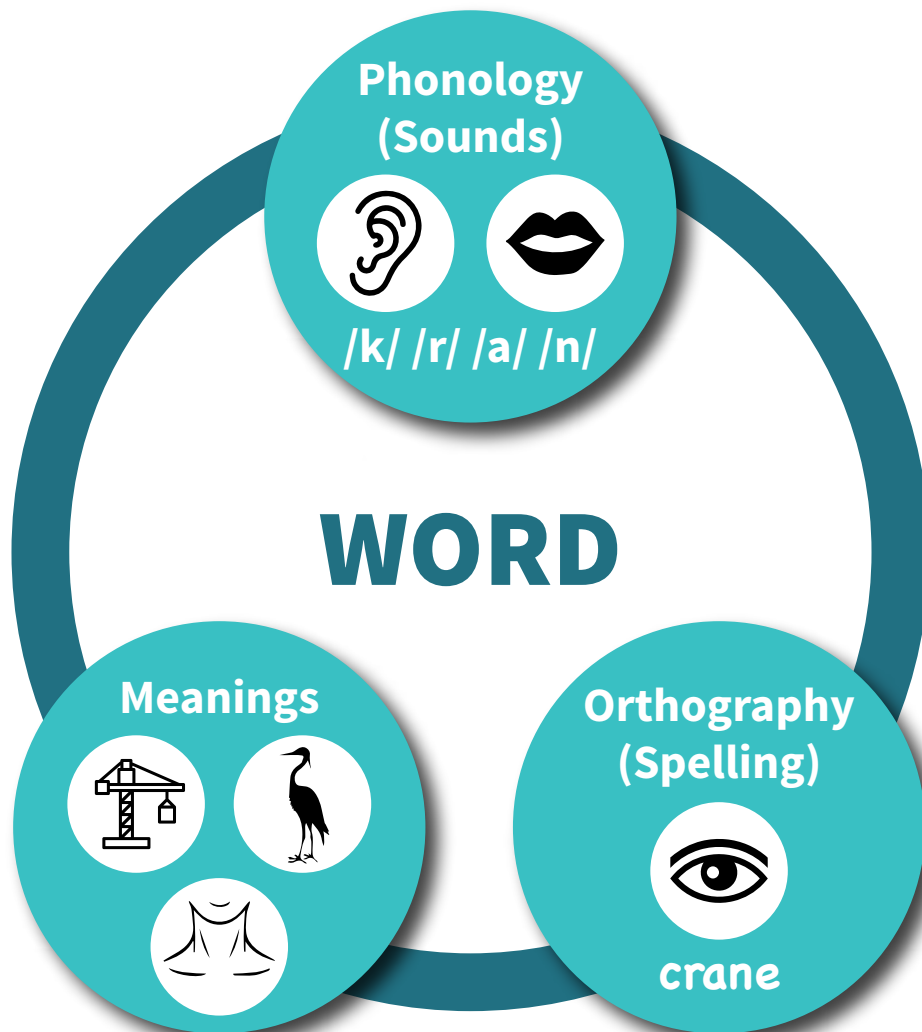 Phonology
(Sounds)
/k/ /r/ /a/ /n/
WORD
Meanings
Orthography
(Spelling)
crane